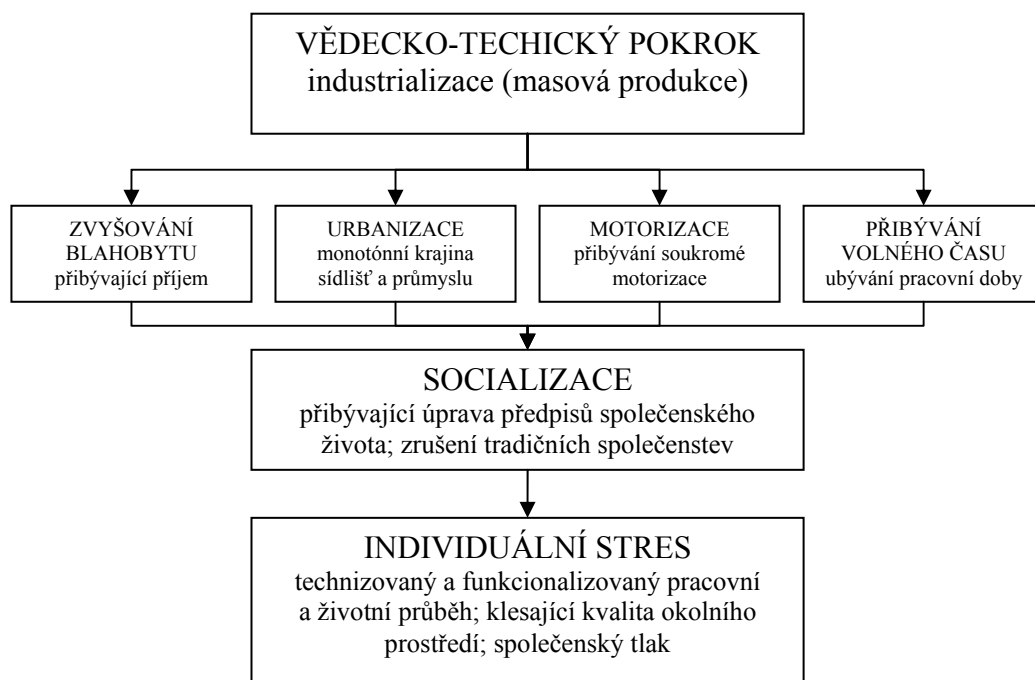 VĚDECKO-TECHICKÝ POKROK
industrializace (masová produkce)
ZVYŠOVÁNÍ
BLAHOBYTU
přibývající příjem
URBANIZACE
monotónní krajina
sídlišť a průmyslu
MOTORIZACE
přibývání soukromé
motorizace
PŘIBÝVÁNÍ
VOLNÉHO ČASU
ubývání pracovní doby
SOCIALIZACE
přibývající úprava předpisů společenského
života; zrušení tradičních společenstev
INDIVIDUÁLNÍ STRES
technizovaný a funkcionalizovaný pracovní
a životní průběh; klesající kvalita okolního
prostředí; společenský tlak